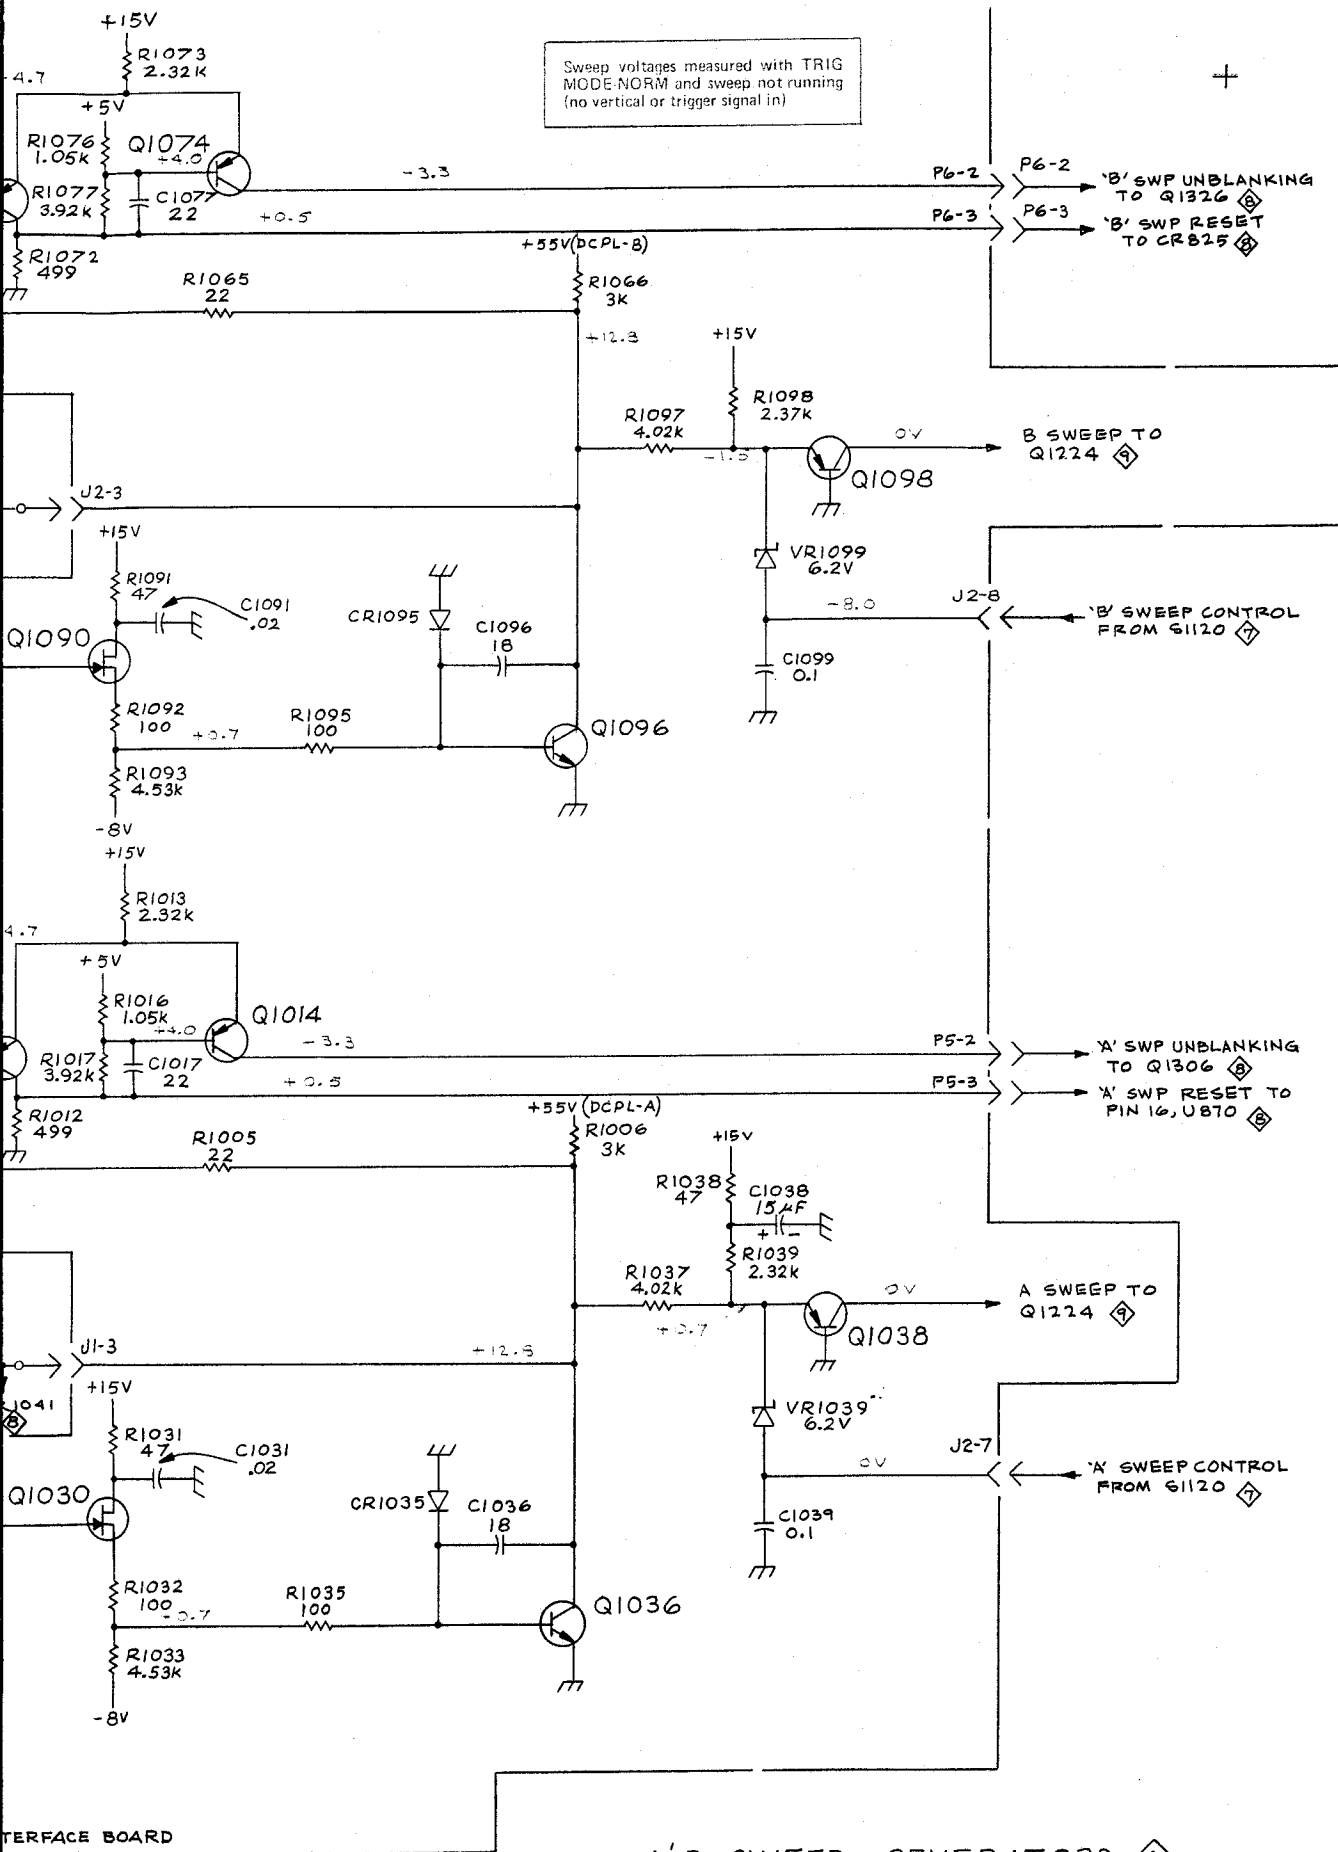 +15V
R1073
2.32K
4.7
+5V
R1076
1.05K
Q1074
+4.0
R1077
3.92K
C1077
22
R1072
499
Sweep voltages measured with TRIG
MODE-NORM and sweep not running
(no vertical or trigger signal in)
-3.3
+0.5
P6-2
P6-2
'B' SWP UNBLANKING
TO Q1326 8
P6-3
P6-3
'B' SWP RESET
TO CR825 8
+55V(DCPL-B)
R1065
22
R1066
3K
+12.8
+15V
R1098
2.37K
R1097
4.02K
-1.5
0V
Q1098
B SWEEP TO
Q1224 9
J2-3
+15V
R1091
47
C1091
.02
Q1090
R1092
100
+0.7
R1093
4.53K
-8V
R1095
100
CR1095
C1096
18
Q1096
VR1099
6.2V
-8.0
C1099
0.1
J2-8
'B' SWEEP CONTROL
FROM S1120 7
+15V
R1013
2.32K
4.7
+5V
R1016
1.05K
+4.0
Q1014
R1017
3.92K
C1017
22
R1012
499
-3.3
+0.5
P5-2
'A' SWP UNBLANKING
TO Q1306 8
P5-3
'A' SWP RESET TO
PIN 16, U870 8
+55V (DCPL-A)
R1005
22
R1006
3K
+15V
R1038
47
C1038
15µF
+ -
R1039
2.32K
R1037
4.02K
+0.7
0V
Q1038
A SWEEP TO
Q1224 9
J1-3
+12.8
1041
8
+15V
R1031
47
C1031
.02
Q1030
R1032
100
-0.7
R1033
4.53K
-8V
R1035
100
CR1035
C1036
18
Q1036
VR1039
6.2V
0V
C1039
0.1
J2-7
'A' SWEEP CONTROL
FROM S1120 7
TERFACE BOARD